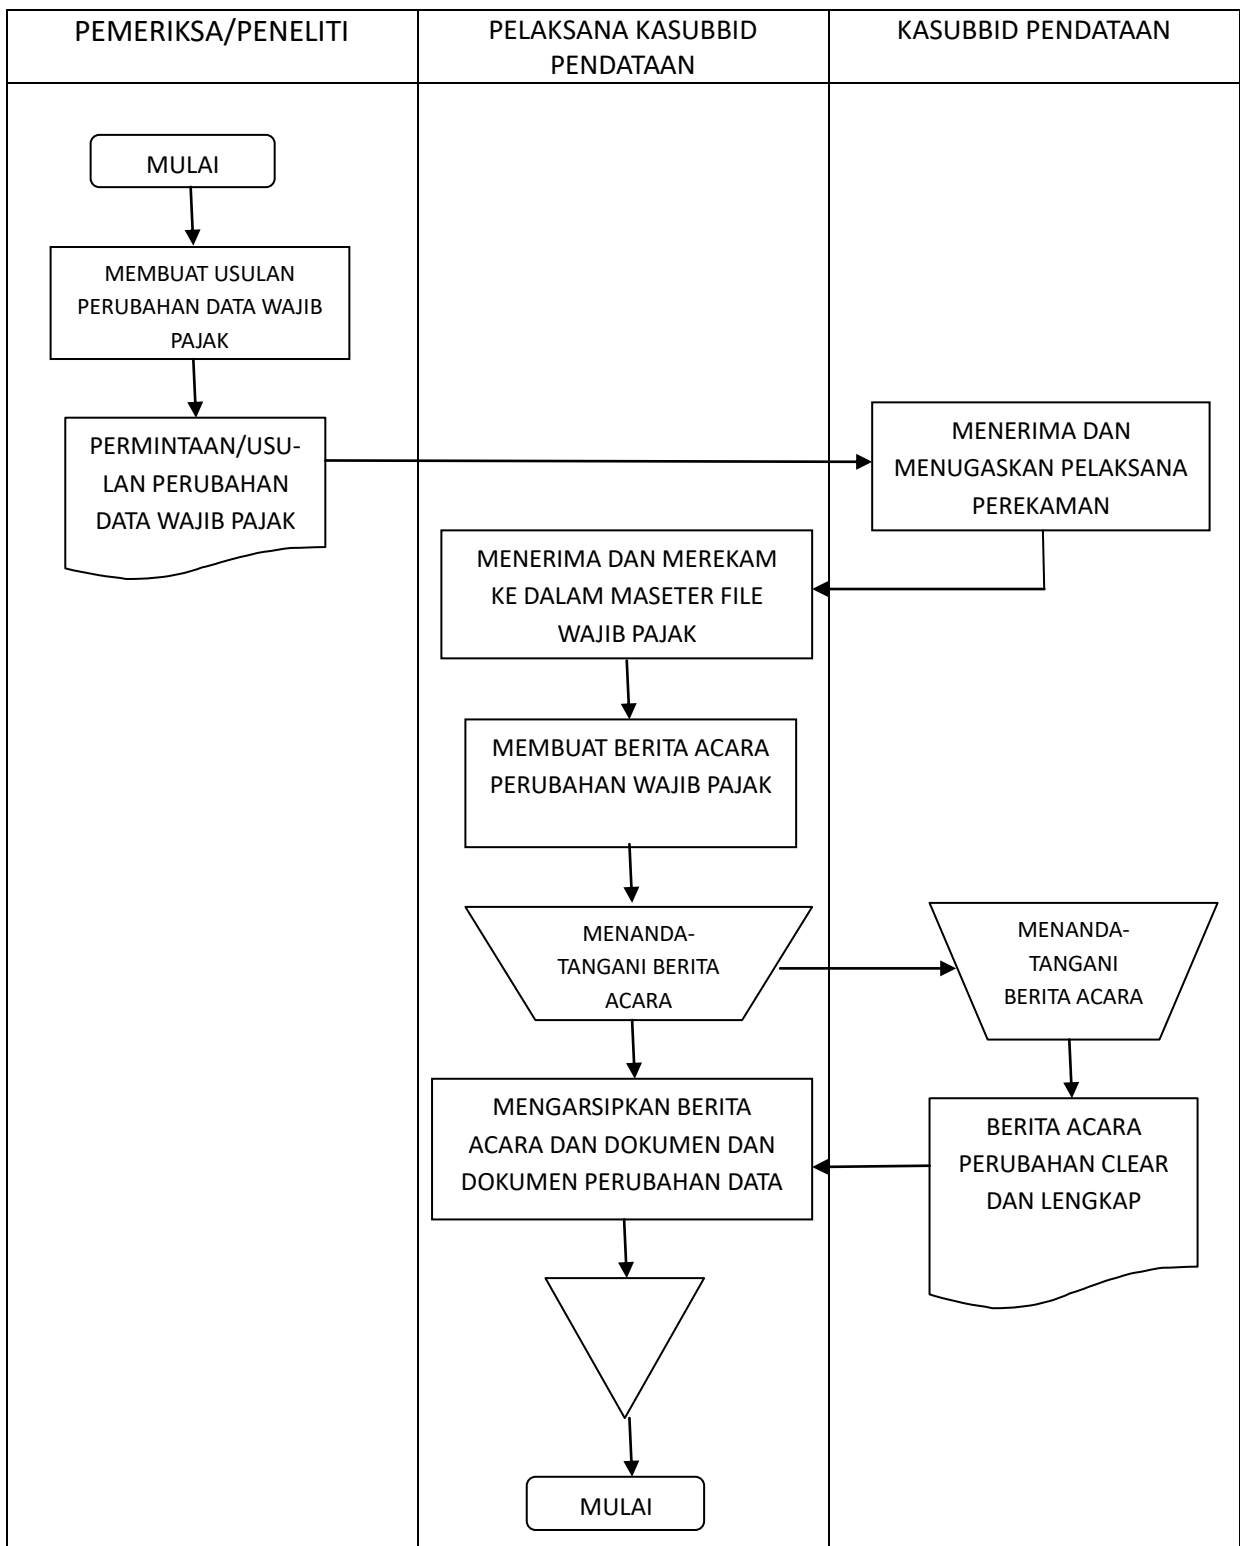 PEMERIKSA/PENELITI
PELAKSANA KASUBBID
PENDATAAN
KASUBBID PENDATAAN
MULAI
MEMBUAT USULAN
PERUBAHAN DATA WAJIB
PAJAK
PERMINTAAN/USU-
LAN PERUBAHAN
DATA WAJIB PAJAK
MENERIMA DAN
MENUGASKAN PELAKSANA
PEREKAMAN
MENERIMA DAN MEREKAM
KE DALAM MASETER FILE
WAJIB PAJAK
MEMBUAT BERITA ACARA
PERUBAHAN WAJIB PAJAK
MENANDA-
TANGANI BERITA
ACARA
MENANDA-
TANGANI
BERITA ACARA
BERITA ACARA
PERUBAHAN CLEAR
DAN LENGKAP
MENGARSIPKAN BERITA
ACARA DAN DOKUMEN DAN
DOKUMEN PERUBAHAN DATA
MULAI